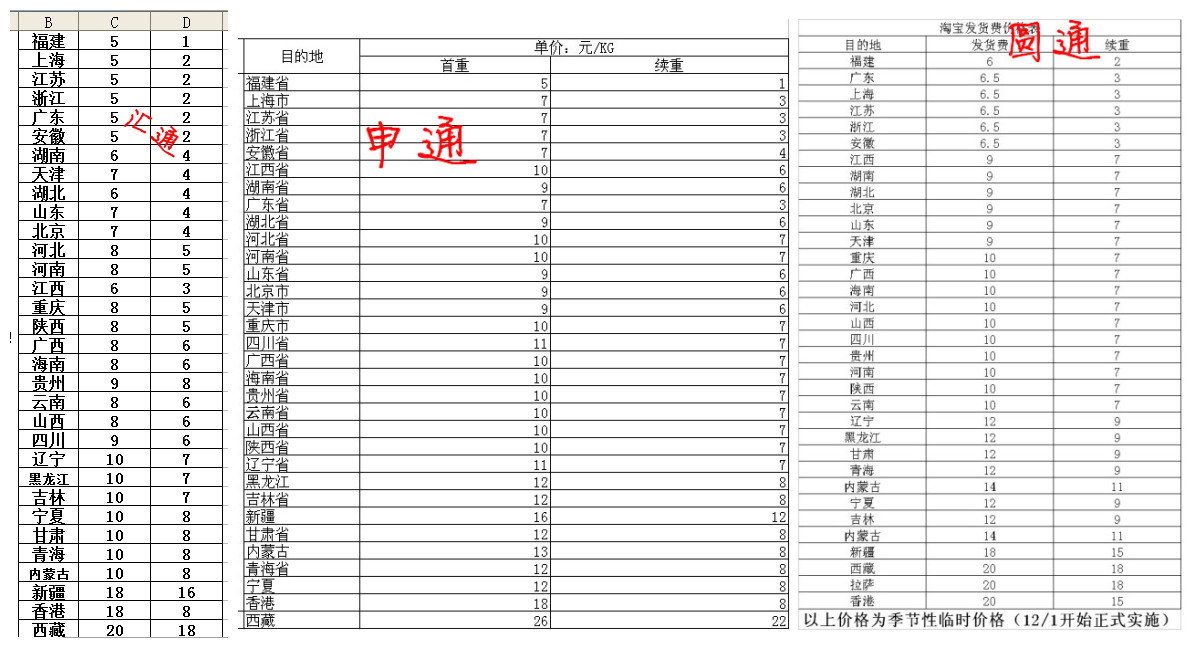 B C D
福建 5 1
上海 5 2
江苏 5 2
浙江 5 2
广东 5 2
安徽 5 2
湖南 6 4
天津 7 4
湖北 6 4
山东 7 4
北京 7 4
河北 8 5
河南 8 5
江西 6 3
重庆 8 5
陕西 8 5
广西 8 6
海南 8 6
贵州 9 8
云南 8 6
山西 8 6
四川 9 6
辽宁 10 7
黑龙江 10 7
吉林 10 7
宁夏 10 8
甘肃 10 8
青海 10 8
内蒙古 10 8
新疆 18 16
香港 18 8
西藏 20 18
汇通
目的地 单价：元/KG
首重 续重
福建省 5 1
上海市 7 3
江苏省 7 3
浙江省 7 3
安徽省 7 4
江西省 10 6
湖南省 9 6
广东省 7 3
湖北省 9 6
河北省 10 7
河南省 10 7
山东省 9 6
北京市 9 6
天津市 9 6
重庆市 10 7
四川省 11 7
广西省 10 7
海南省 10 7
贵州省 10 7
云南省 10 7
山西省 10 7
陕西省 10 7
辽宁省 11 7
黑龙江 12 8
吉林省 12 8
新疆 16 12
甘肃省 12 8
内蒙古 13 8
青海省 12 8
宁夏 12 8
香港 18 8
西藏 26 22
申通
淘宝发货费价格表
目的地 发货费 续重
福建 6 2
广东 6.5 3
上海 6.5 3
江苏 6.5 3
浙江 6.5 3
安徽 6.5 3
江西 9 7
湖南 9 7
湖北 9 7
北京 9 7
山东 9 7
天津 9 7
重庆 10 7
广西 10 7
海南 10 7
河北 10 7
山西 10 7
四川 10 7
贵州 10 7
河南 10 7
陕西 10 7
云南 10 7
辽宁 12 9
黑龙江 12 9
甘肃 12 9
青海 12 9
内蒙古 14 11
宁夏 12 9
吉林 12 9
内蒙古 14 11
新疆 18 15
西藏 20 18
拉萨 20 18
香港 20 15
圆通
以上价格为季节性临时价格（12/1开始正式实施）